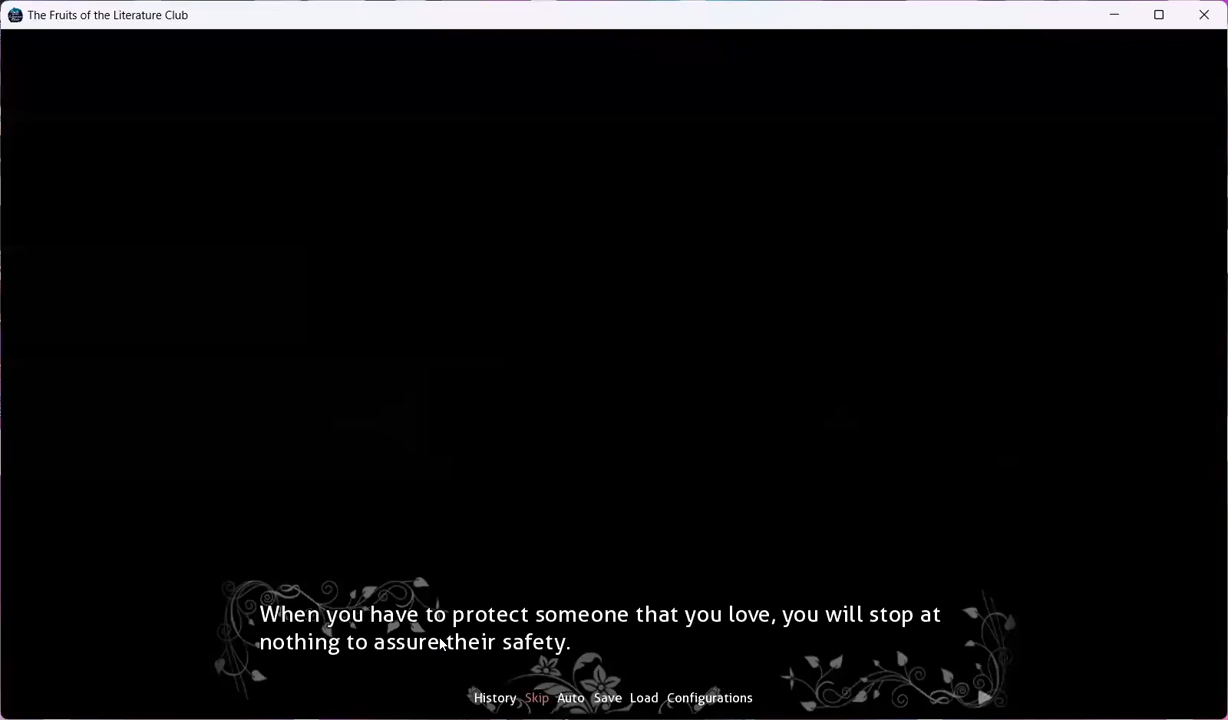 The Fruits of the Literature Club
When you have to protect someone that you love, you will stop at
nothing to assure their safety.
History Skip Auto Save Load Configurations